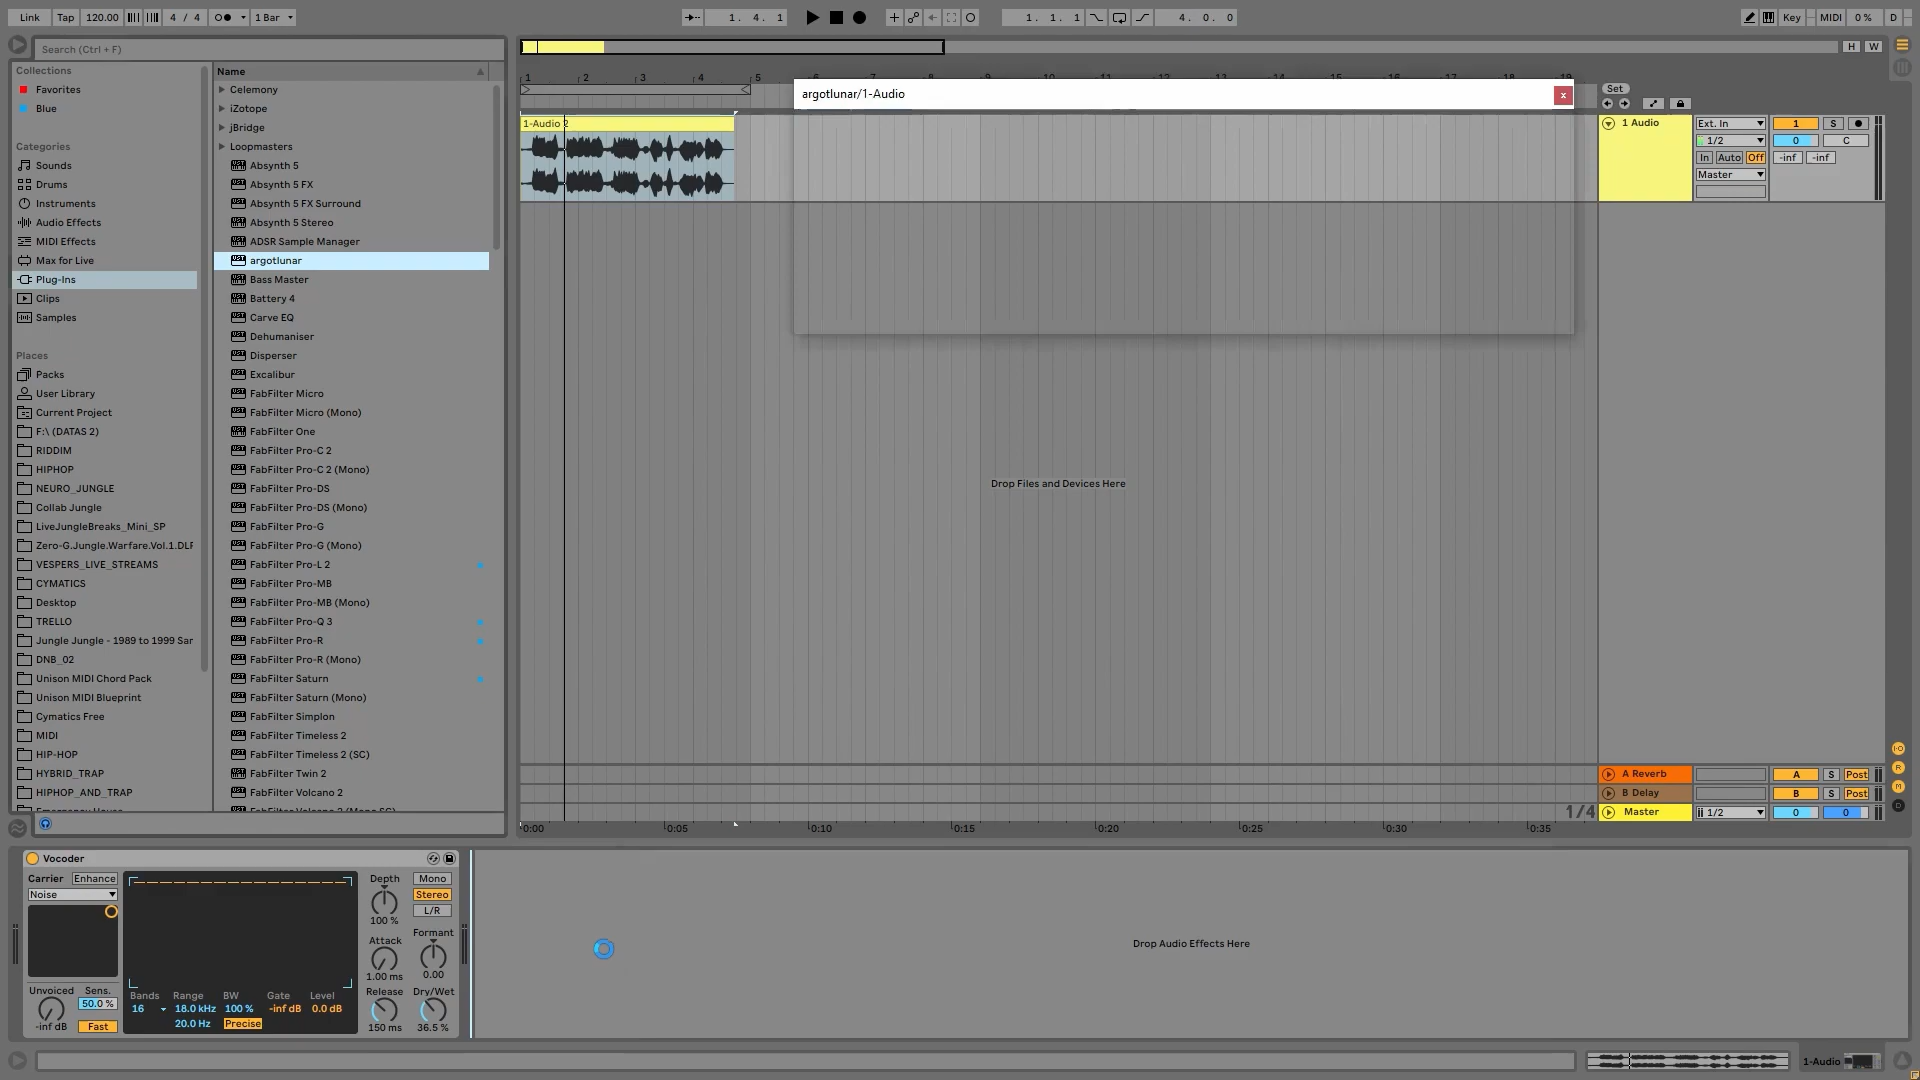 Link Tap 120.00 4 / 4 1 Bar 1. 4. 1 1. 1. 1 4. 0. 0 Key MIDI 0 % D
Search (Ctrl + F)
H W
Collections
Favorites
Blue
Categories
Sounds
Drums
Instruments
Audio Effects
MIDI Effects
Max for Live
Plug-Ins
Clips
Samples
Places
Packs
User Library
Current Project
F:\ (DATAS 2)
RIDDIM
HIPHOP
NEURO_JUNGLE
Collab Jungle
LiveJungleBreaks_Mini_SP
Zero-G.Jungle.Warfare.Vol.1.DLF
VESPERS_LIVE_STREAMS
CYMATICS
Desktop
TRELLO
Jungle Jungle - 1989 to 1999 Sar
DNB_02
Unison MIDI Chord Pack
Unison MIDI Blueprint
Cymatics Free
MIDI
HIP-HOP
HYBRID_TRAP
HIPHOP_AND_TRAP
Name
Celemony
iZotope
jBridge
Loopmasters
Absynth 5
Absynth 5 FX
Absynth 5 FX Surround
Absynth 5 Stereo
ADSR Sample Manager
argotlunar
Bass Master
Battery 4
Carve EQ
Dehumaniser
Disperser
Excalibur
FabFilter Micro
FabFilter Micro (Mono)
FabFilter One
FabFilter Pro-C 2
FabFilter Pro-C 2 (Mono)
FabFilter Pro-DS
FabFilter Pro-DS (Mono)
FabFilter Pro-G
FabFilter Pro-G (Mono)
FabFilter Pro-L 2
FabFilter Pro-MB
FabFilter Pro-MB (Mono)
FabFilter Pro-Q 3
FabFilter Pro-R
FabFilter Pro-R (Mono)
FabFilter Saturn
FabFilter Saturn (Mono)
FabFilter Simplon
FabFilter Timeless 2
FabFilter Timeless 2 (SC)
FabFilter Twin 2
FabFilter Volcano 2
1 2 3 4 5
argotlunar/1-Audio x
1-Audio 2
Drop Files and Devices Here
1/4
0:00 0:05 0:10 0:15 0:20 0:25 0:30 0:35
Set
1 Audio Ext. In 1 S
1/2 0 C
In Auto Off -inf -inf
Master
A Reverb A S Post
B Delay B S Post
Master 1/2 0 0
Vocoder
Carrier Enhance
Noise
Unvoiced Sens.
50.0 %
-inf dB Fast
Bands Range BW Gate Level
16 18.0 kHz 100 % -inf dB 0.0 dB
20.0 Hz Precise
Depth
100 %
Attack
1.00 ms
Release
150 ms
Mono
Stereo
L/R
Formant
0.00
Dry/Wet
36.5 %
Drop Audio Effects Here
1-Audio